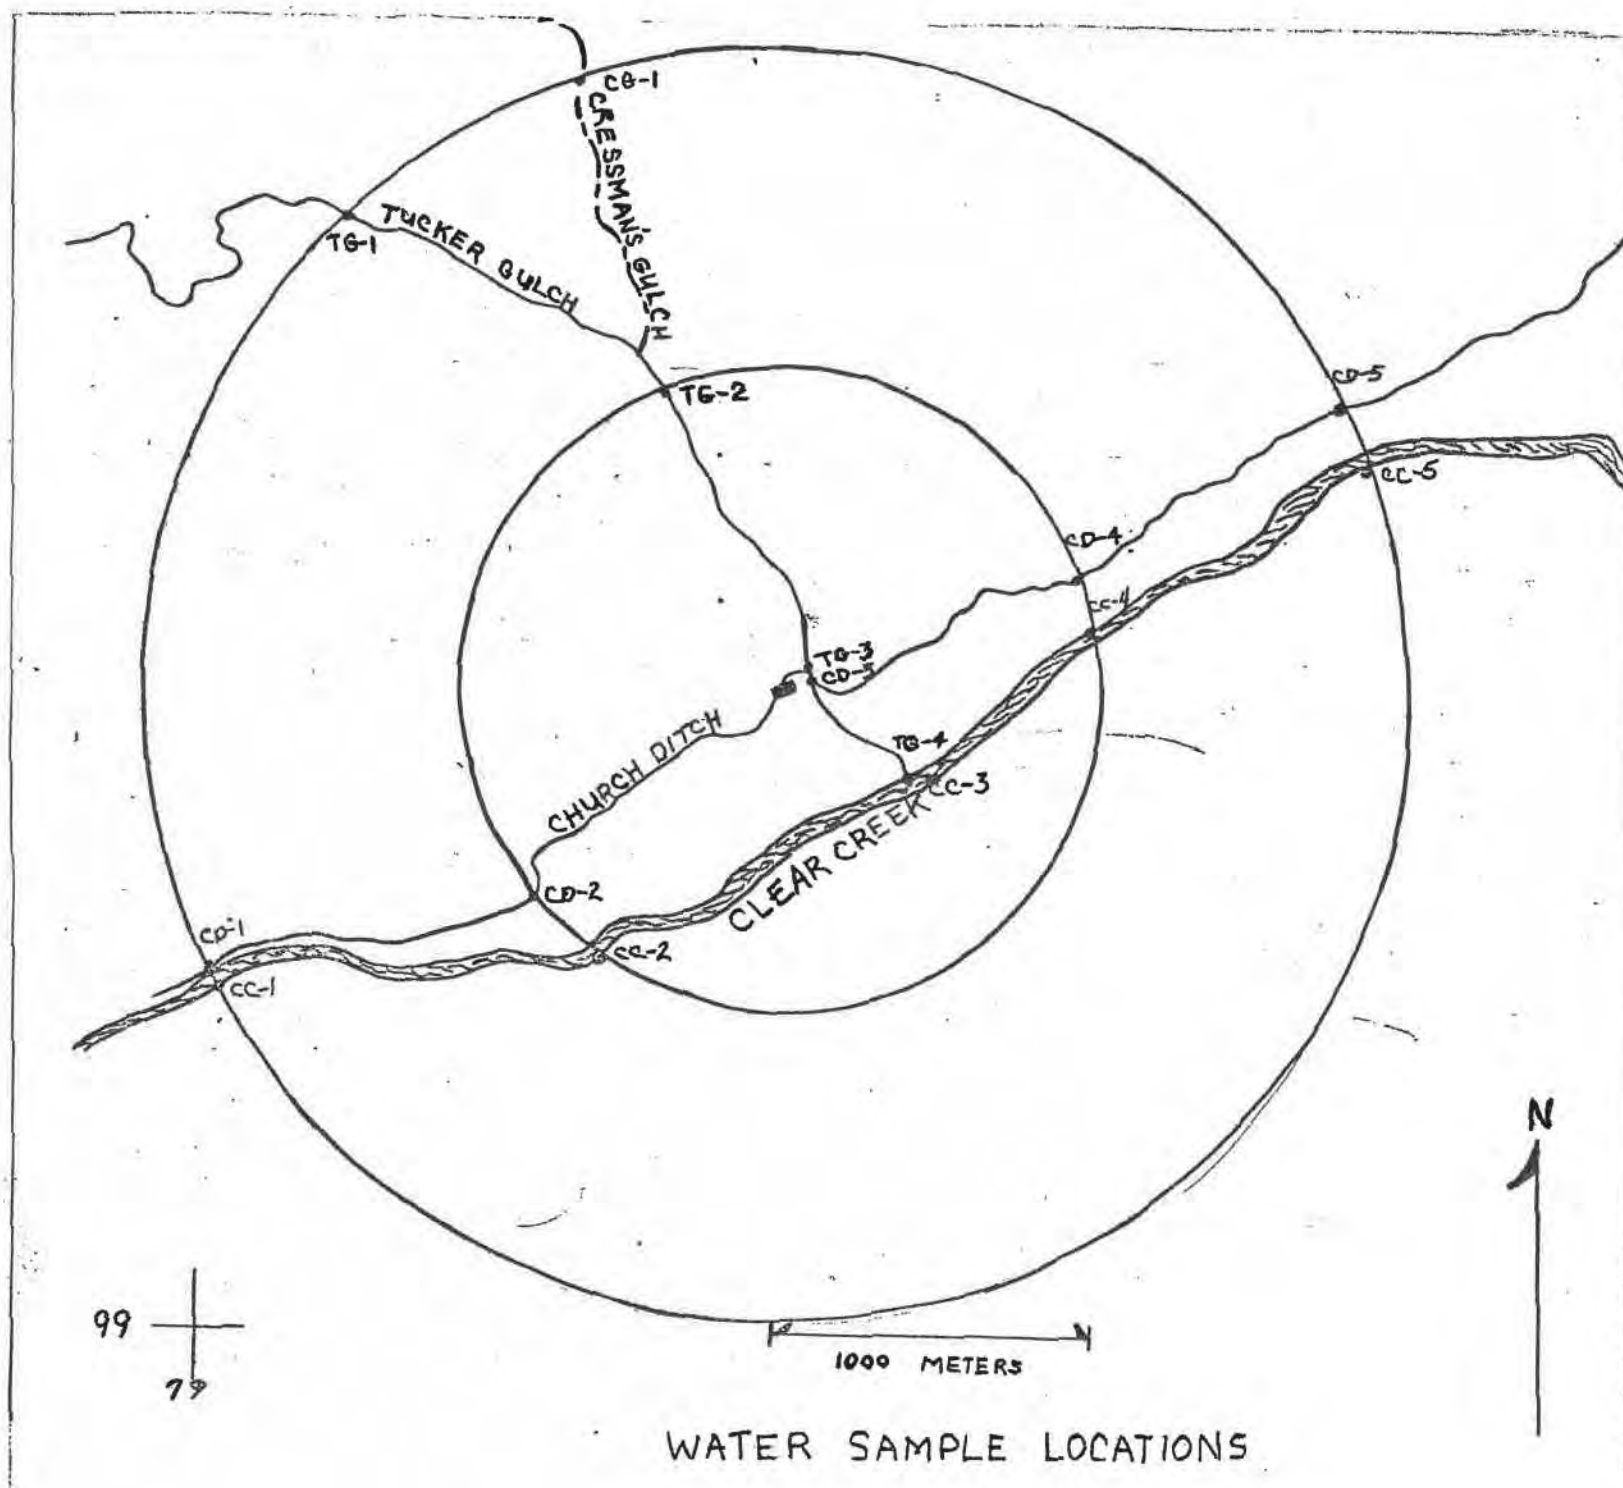 CG-1
CRESSMAN'S GULCH
TUCKER GULCH
TG-1
TG-2
CD-5
CC-5
CD-4
CC-4
TG-3
CD-3
CHURCH DITCH
TG-4
CC-3
CLEAR CREEK
CD-2
CC-2
CD-1
CC-1
N
99
79
1000 METERS
WATER SAMPLE LOCATIONS